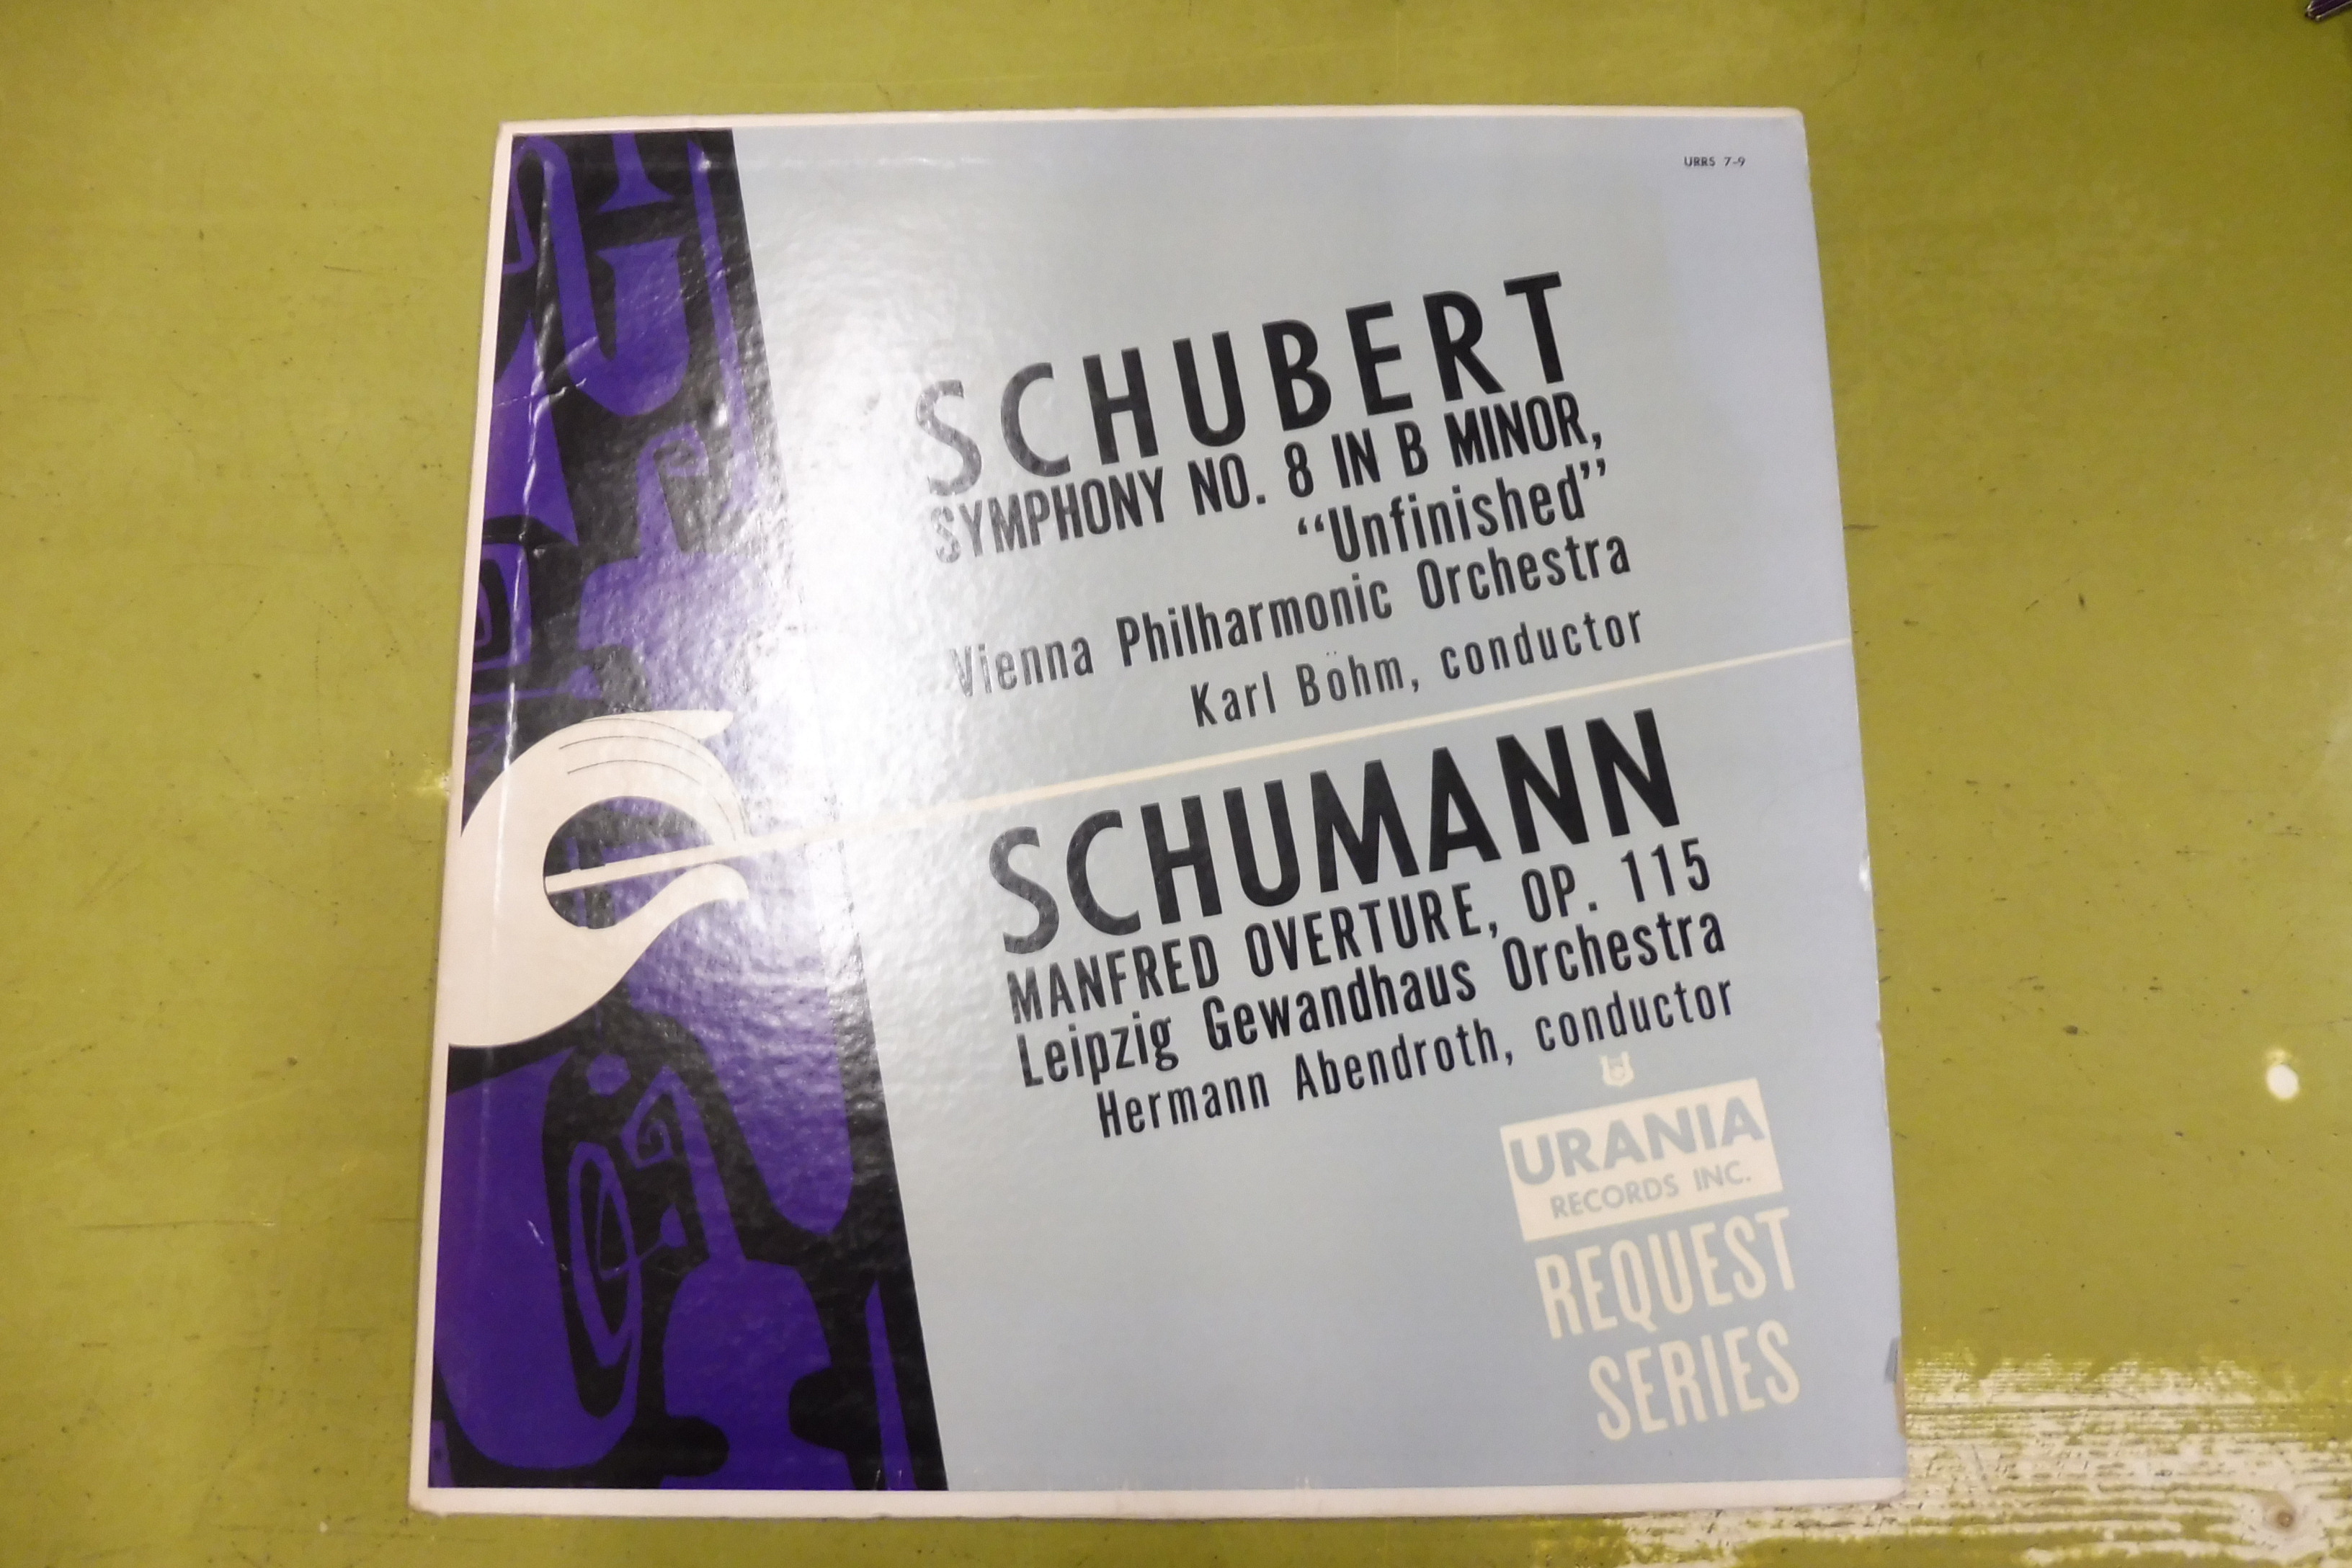 URRS 7-9
SCHUBERT
SYMPHONY NO. 8 IN B MINOR,
“Unfinished”
Vienna Philharmonic Orchestra
Karl Böhm, conductor
SCHUMANN
MANFRED OVERTURE, OP. 115
Leipzig Gewandhaus Orchestra
Hermann Abendroth, conductor
URANIA
RECORDS INC.
REQUEST
SERIES